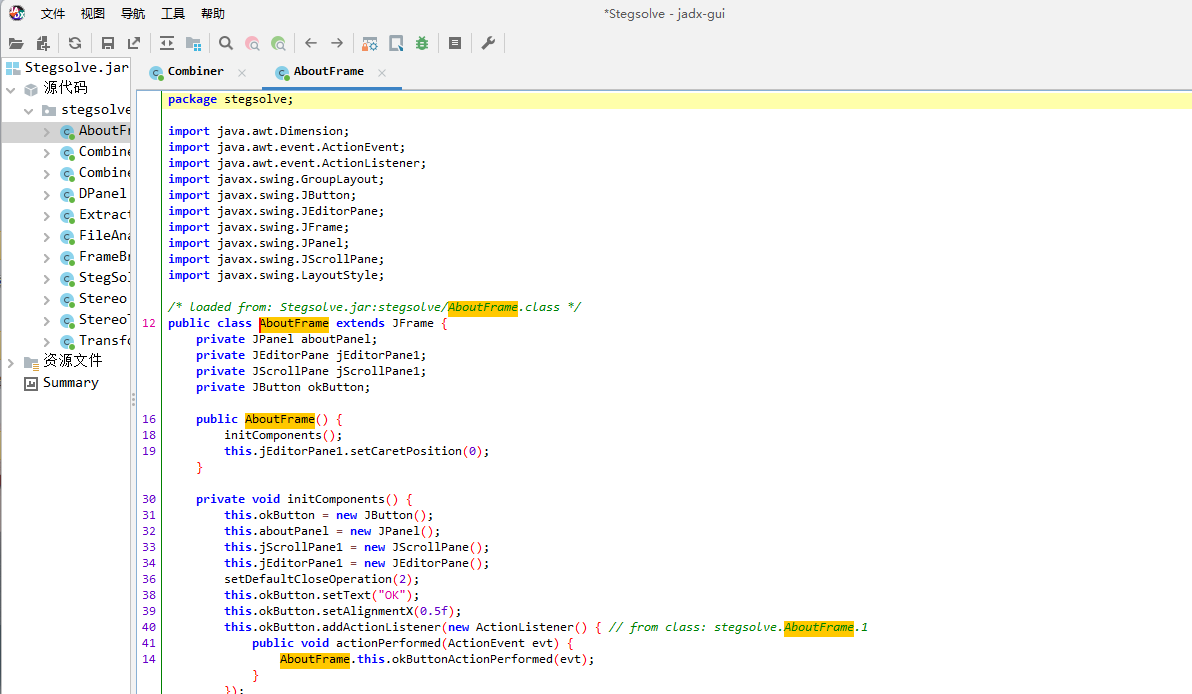 文件 视图 导航 工具 帮助 *Stegsolve - jadx-gui
Stegsolve.jar
源代码
stegsolve
AboutFr
Combine
Combine
DPanel
Extract
FileAna
FrameBr
StegSol
Stereo
StereoT
Transfo
资源文件
Summary
Combiner AboutFrame
package stegsolve;
import java.awt.Dimension;
import java.awt.event.ActionEvent;
import java.awt.event.ActionListener;
import javax.swing.GroupLayout;
import javax.swing.JButton;
import javax.swing.JEditorPane;
import javax.swing.JFrame;
import javax.swing.JPanel;
import javax.swing.JScrollPane;
import javax.swing.LayoutStyle;
/* loaded from: Stegsolve.jar:stegsolve/AboutFrame.class */
12 public class AboutFrame extends JFrame {
private JPanel aboutPanel;
private JEditorPane jEditorPane1;
private JScrollPane jScrollPane1;
private JButton okButton;
16 public AboutFrame() {
18 initComponents();
19 this.jEditorPane1.setCaretPosition(0);
}
30 private void initComponents() {
31 this.okButton = new JButton();
32 this.aboutPanel = new JPanel();
33 this.jScrollPane1 = new JScrollPane();
34 this.jEditorPane1 = new JEditorPane();
36 setDefaultCloseOperation(2);
38 this.okButton.setText("OK");
39 this.okButton.setAlignmentX(0.5f);
40 this.okButton.addActionListener(new ActionListener() { // from class: stegsolve.AboutFrame.1
41 public void actionPerformed(ActionEvent evt) {
14 AboutFrame.this.okButtonActionPerformed(evt);
}
});